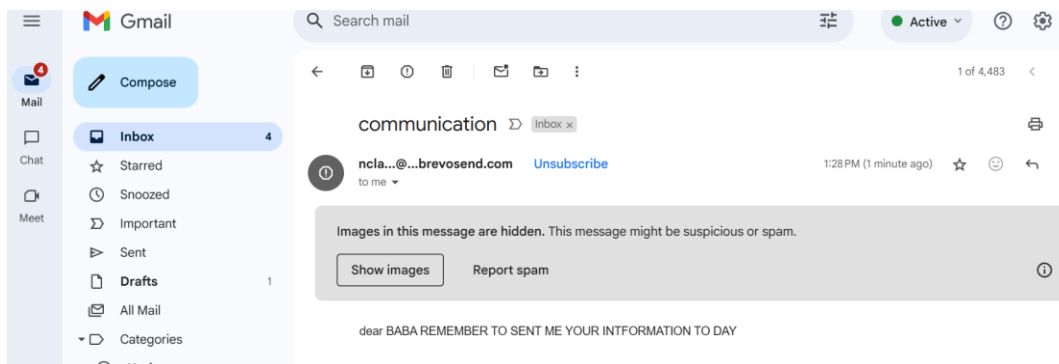 Gmail
Search mail
Active
4
Mail
Compose
1 of 4,483
communication
Inbox ×
Inbox 4
Chat
Starred
ncla...@...brevosend.com Unsubscribe 1:28 PM (1 minute ago)
to me
Snoozed
Meet
Important
Images in this message are hidden. This message might be suspicious or spam.
Sent
Show images Report spam
Drafts 1
All Mail
dear BABA REMEMBER TO SENT ME YOUR INTFORMATION TO DAY
Categories